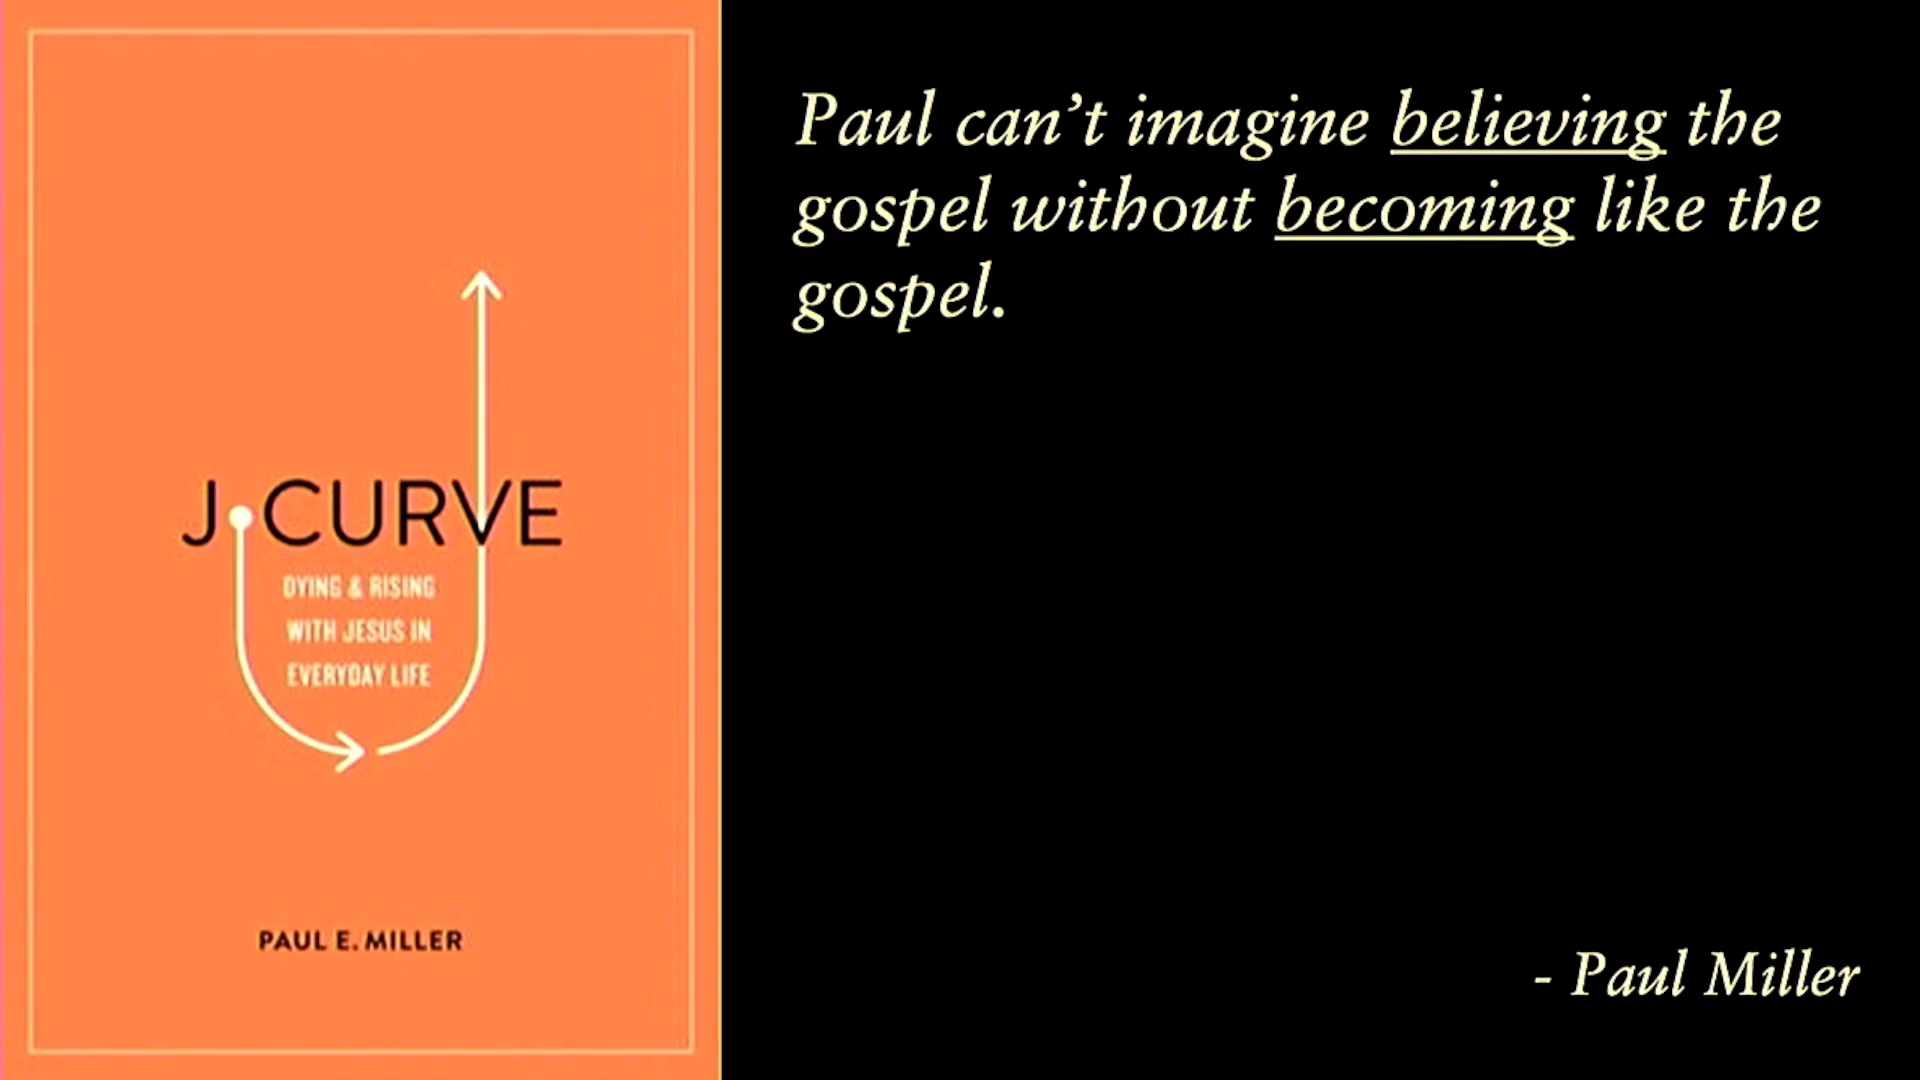 J-CURVE
DYING & RISING
WITH JESUS IN
EVERYDAY LIFE
PAUL E. MILLER
Paul can’t imagine believing the
gospel without becoming like the
gospel.
- Paul Miller